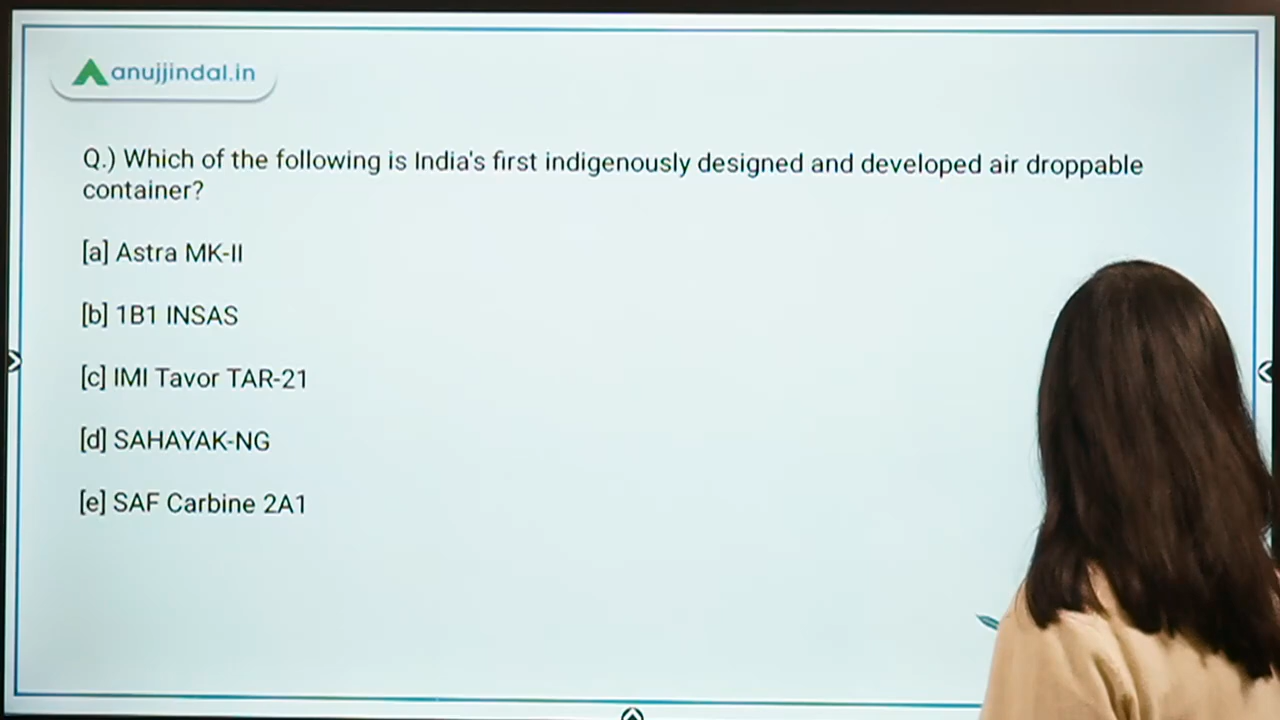 anujjindal.in
Q.) Which of the following is India's first indigenously designed and developed air droppable
container?
[a] Astra MK-II
[b] 1B1 INSAS
[c] IMI Tavor TAR-21
[d] SAHAYAK-NG
[e] SAF Carbine 2A1